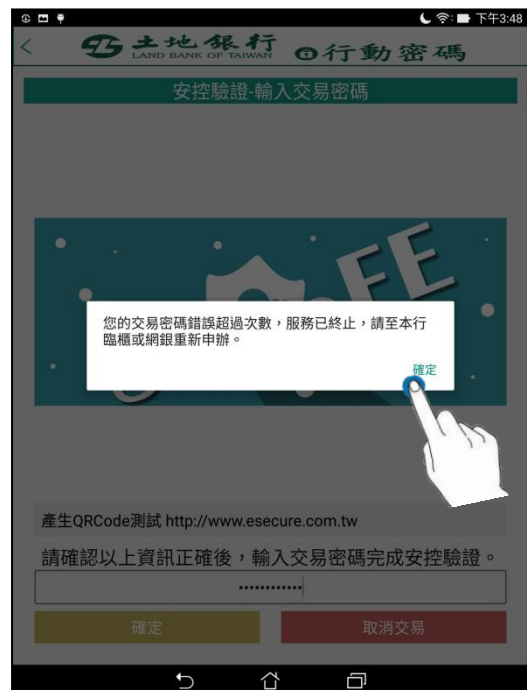 下午3:48
土地銀行
LAND BANK OF TAIWAN
行動密碼
安控驗證-輸入交易密碼
您的交易密碼錯誤超過次數，服務已終止，請至本行
臨櫃或網銀重新申辦。
確定
產生QRCode測試 http://www.esecure.com.tw
請確認以上資訊正確後，輸入交易密碼完成安控驗證。
••••••••••••
確定
取消交易